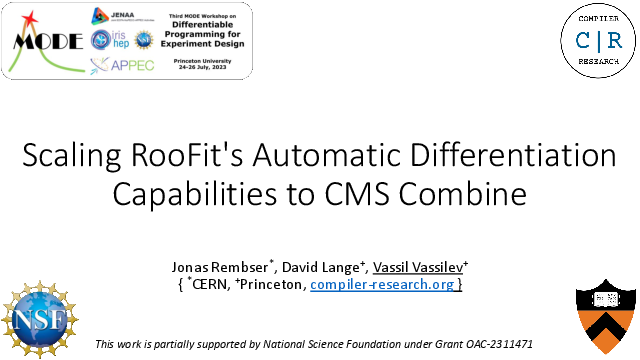 MODE
JENAA
iris
hep
NSF
APPEC
Third MODE Workshop on
Differentiable
Programming for
Experiment Design
Princeton University
24-26 July, 2023
COMPILER
C|R
RESEARCH
Scaling RooFit's Automatic Differentiation
Capabilities to CMS Combine
Jonas Rembser*, David Lange+, Vassil Vassilev+
{ *CERN, +Princeton, compiler-research.org }
NSF
This work is partially supported by National Science Foundation under Grant OAC-2311471